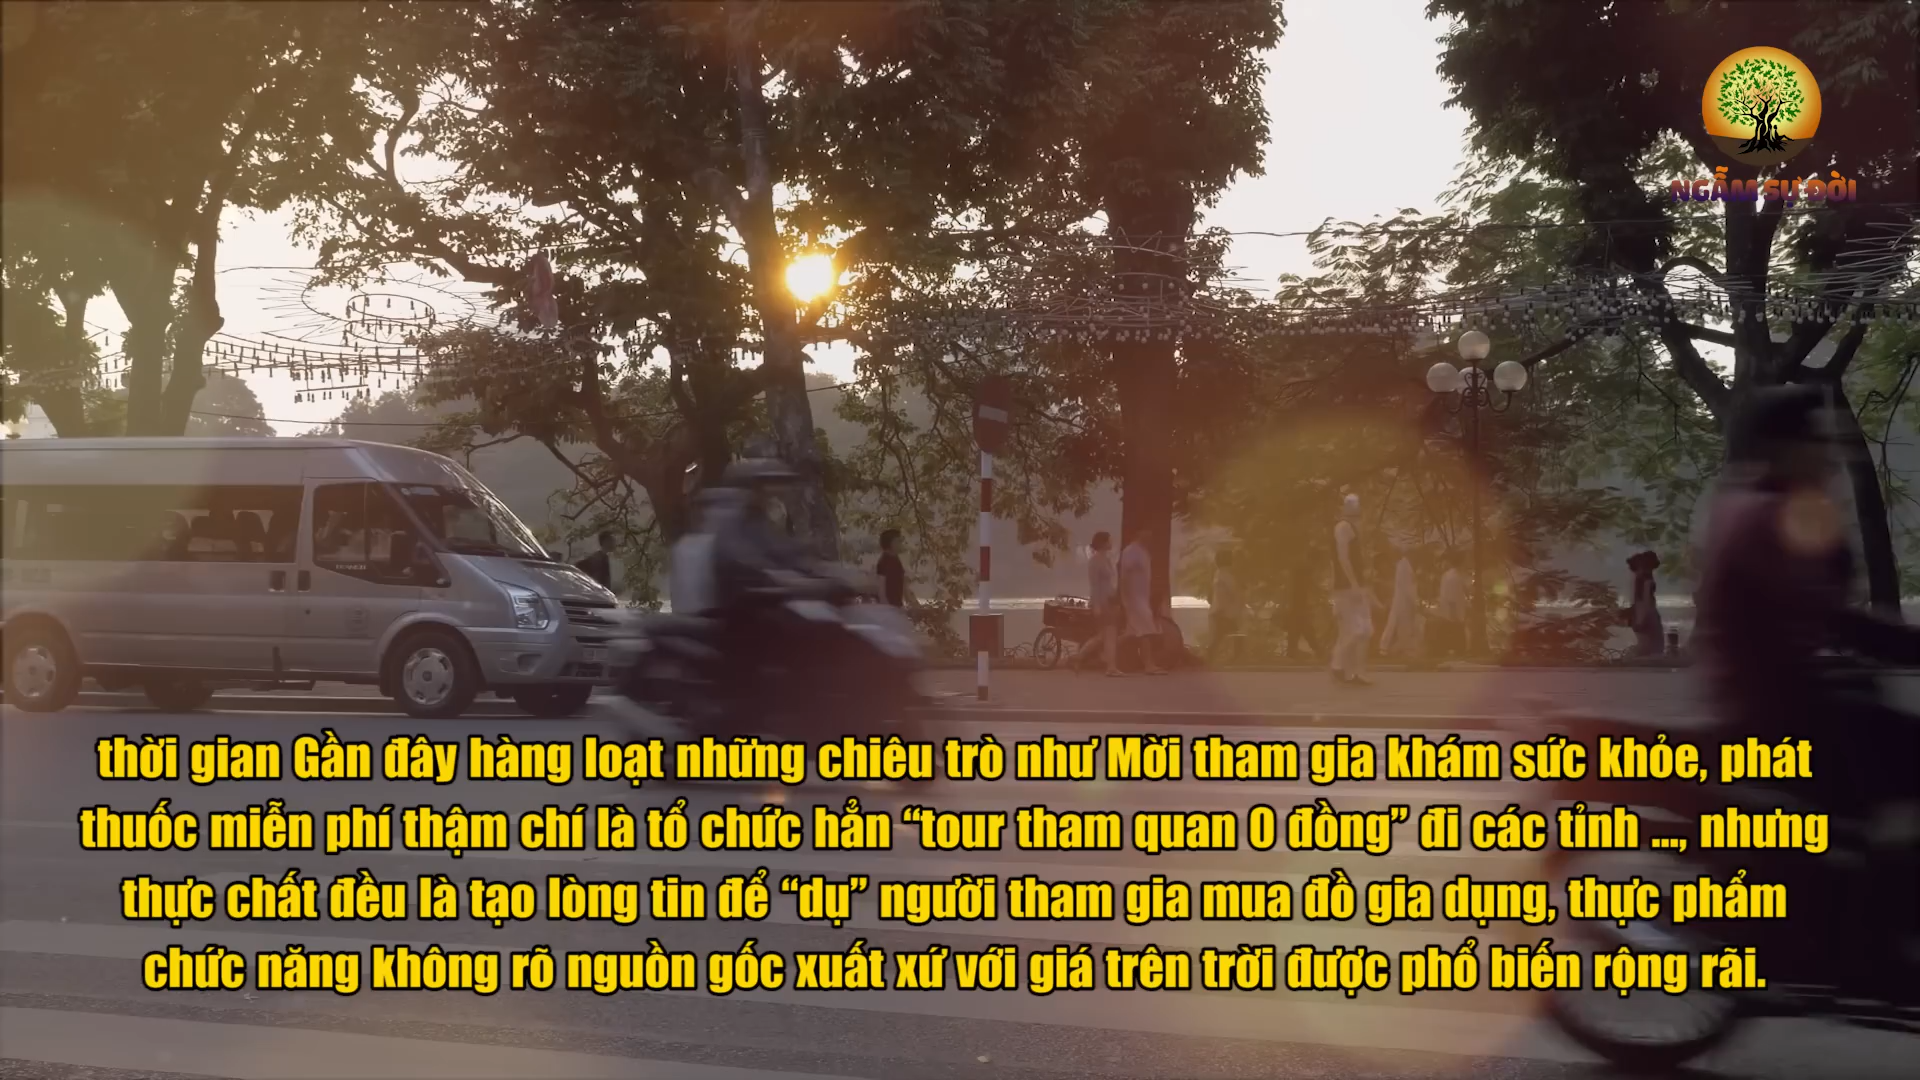 NGẪM SỰ ĐỜI
thời gian Gần đây hàng loạt những chiêu trò như Mời tham gia khám sức khỏe, phát
thuốc miễn phí thậm chí là tổ chức hẳn “tour tham quan 0 đồng” đi các tỉnh ..., nhưng
thực chất đều là tạo lòng tin để “dụ” người tham gia mua đồ gia dụng, thực phẩm
chức năng không rõ nguồn gốc xuất xứ với giá trên trời được phổ biến rộng rãi.